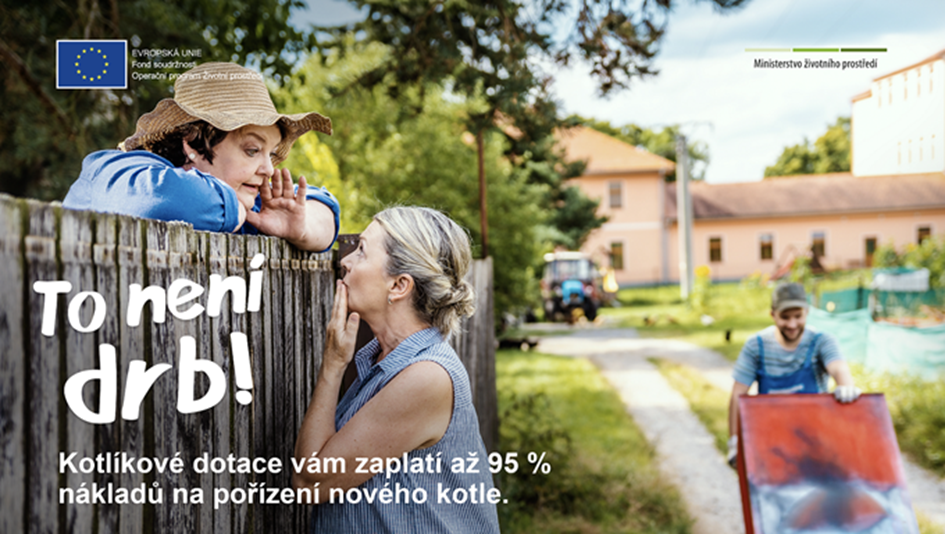 EVROPSKÁ UNIE
Fond soudržnosti
Operační program Životní prostředí
Ministerstvo životního prostředí
To není
drb!
Kotlíkové dotace vám zaplatí až 95 %
nákladů na pořízení nového kotle.